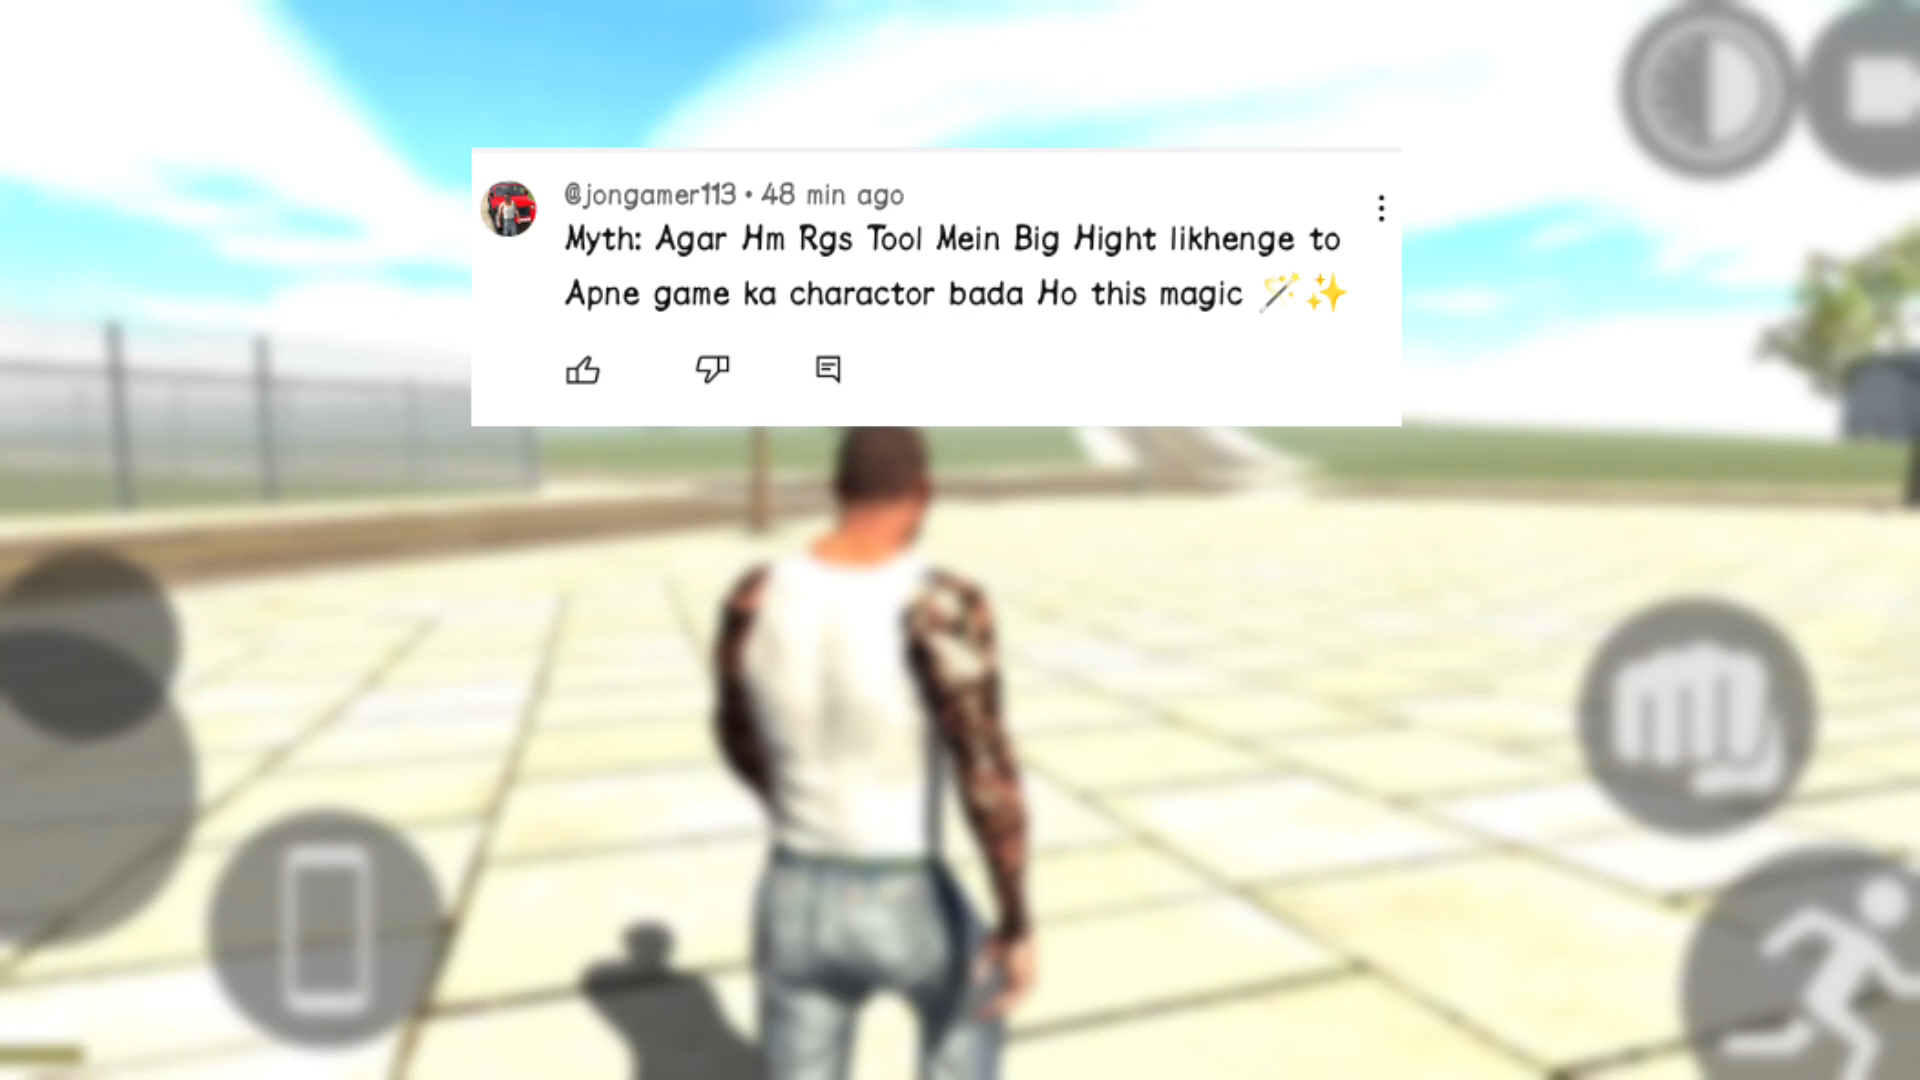 @jongamer113 • 48 min ago
Myth: Agar Hm Rgs Tool Mein Big Hight likhenge to
Apne game ka charactor bada Ho this magic 🪄✨